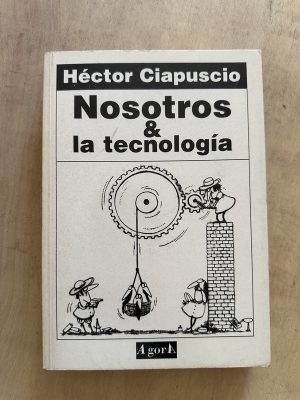 Héctor Ciapuscio
Nosotros
&
la tecnología
AgorA